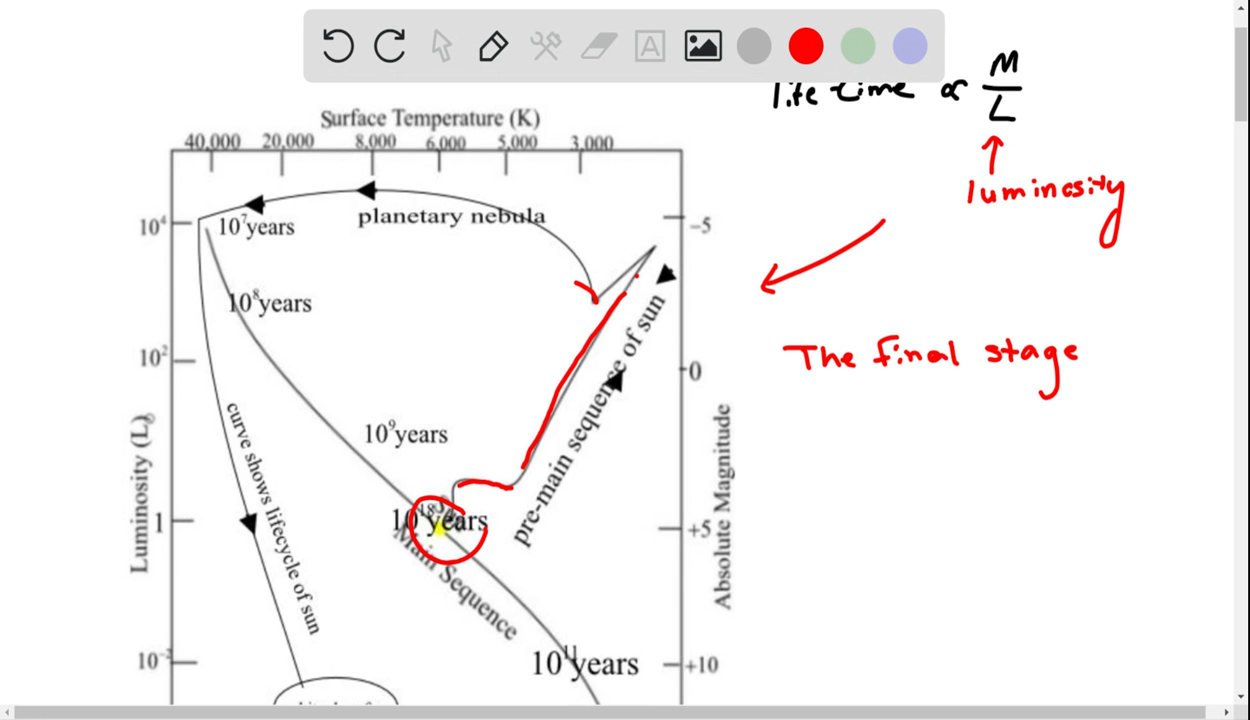 A
life time ∝ M/L
Surface Temperature (K)
40,000 20,000 8,000 6,000 5,000 3,000
luminosity
planetary nebula
10⁴
10⁷years
-5
10⁸years
The final stage
10²
0
pre-main sequence of sun
curve shows lifecycle of sun
10⁹years
Luminosity (L
Absolute Magnitude
1
years
+5
Main Sequence
10⁻²
10¹¹years
+10